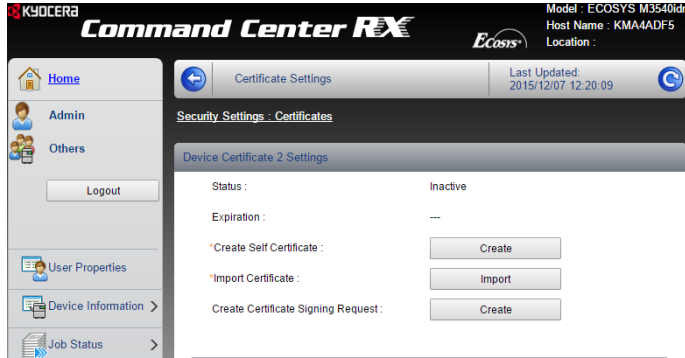 KYOCERA
Command Center RX
Ecosys
Model : ECOSYS M3540idn
Host Name : KMA4ADF5
Location :
Home
Admin
Others
Logout
User Properties
Device Information
Job Status
Certificate Settings
Last Updated:
2015/12/07 12:20:09
Security Settings : Certificates
Device Certificate 2 Settings
Status :
Inactive
Expiration :
---
*Create Self Certificate :
Create
*Import Certificate :
Import
Create Certificate Signing Request :
Create